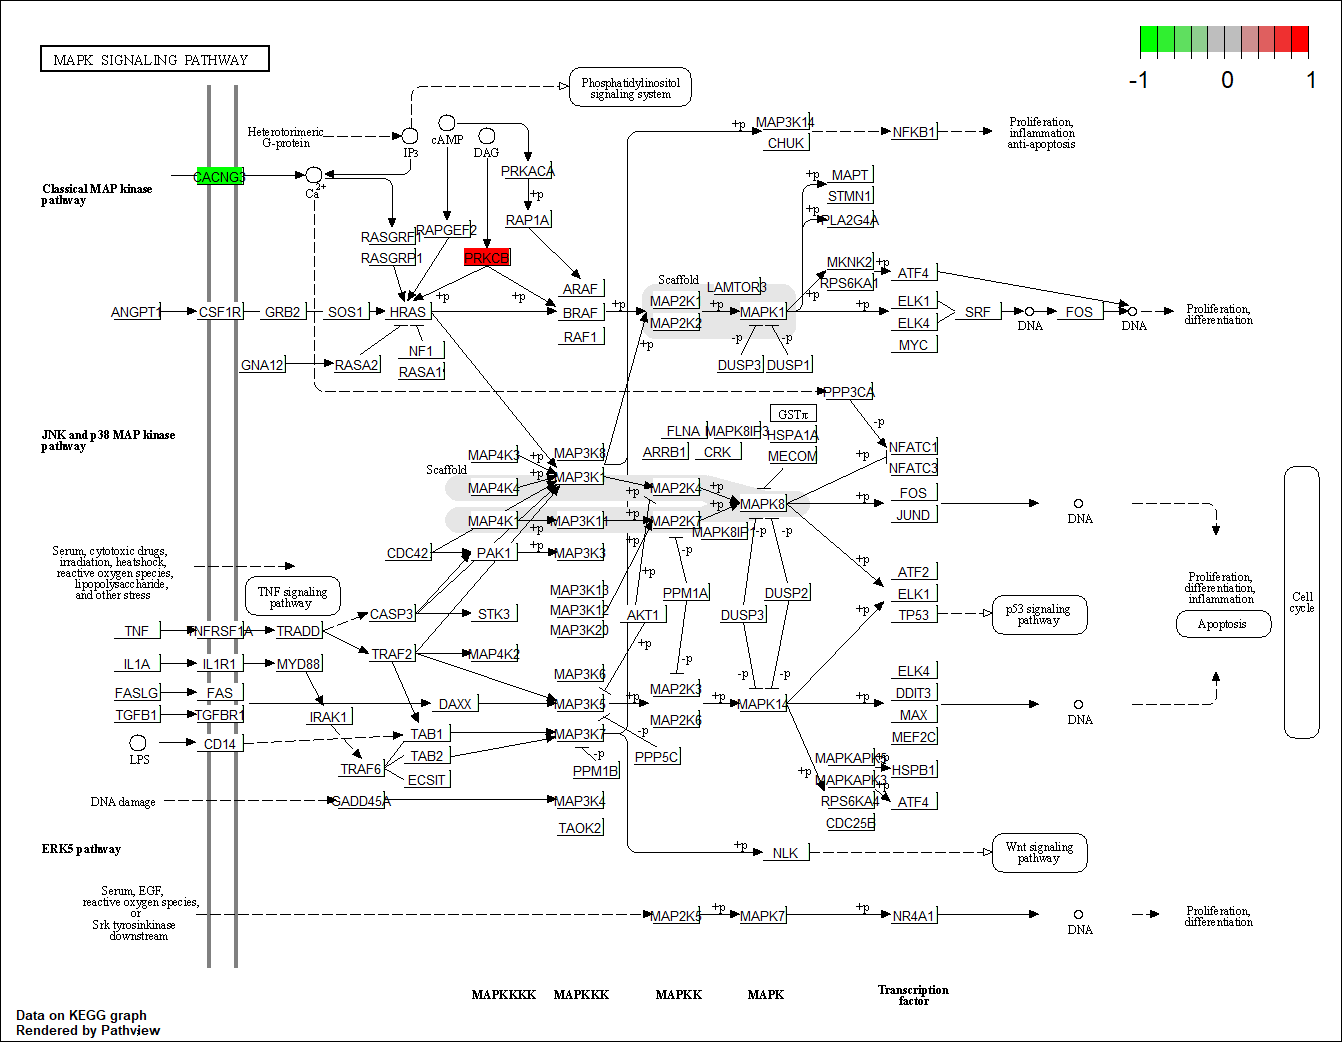 MAPK SIGNALING PATHWAY
-1
0
1
Phosphatidylinositol
signaling system
Heterotorimeric
G-protein
IP3
cAMP
DAG
PRKACA
+p
RAP1A
MAP3K14
CHUK
+p
NFKB1
Proliferation,
inflammation
anti-apoptosis
Classical MAP kinase
pathway
CACNG3
Ca2+
RASGRF1
RASGRP1
RAPGEF2
PRKCB
MAPT
STMN1
PLA2G4A
+p
+p
MKNK2
RPS6KA1
+p
+p
ATF4
ARAF
BRAF
RAF1
Scaffold
LAMTOR3
MAP2K1
MAP2K2
MAPK1
+p
+p
+p
+p
+p
+p
ANGPT1
CSF1R
GRB2
SOS1
HRAS
ELK1
ELK4
MYC
SRF
DNA
FOS
DNA
Proliferation,
differentiation
GNA12
RASA2
NF1
RASA1
-p
-p
DUSP3
DUSP1
PPP3CA
-p
GSTπ
JNK and p38 MAP kinase
pathway
FLNA
MAPK8IP3
HSPA1A
ARRB1
CRK
MECOM
NFATC1
NFATC3
Scaffold
MAP4K3
MAP4K4
MAP4K1
+p
+p
+p
+p
+p
MAP3K8
MAP3K1
MAP3K11
MAP3K3
+p
+p
MAP2K4
MAP2K7
+p
+p
MAPK8
MAPK8IP1
+p
+p
FOS
JUND
DNA
CDC42
PAK1
Serum, cytotoxic drugs,
irradiation, heatshock,
reactive oxygen species,
lipopolysaccharide,
and other stress
TNF signaling
pathway
MAP3K13
MAP3K12
MAP3K20
+p
-p
-p
-p
PPM1A
DUSP2
AKT1
DUSP3
+p
+p
ATF2
ELK1
TP53
p53 signaling
pathway
Proliferation,
differentiation,
inflammation
Apoptosis
Cell
cycle
CASP3
STK3
TNF
TNFRSF1A
TRADD
TRAF2
MAP4K2
IL1A
IL1R1
MYD88
MAP3K6
+p
-p
-p
-p
FASLG
FAS
DAXX
MAP3K5
+p
MAP2K3
MAP2K6
+p
MAPK14
+p
ELK4
DDIT3
MAX
MEF2C
DNA
TGFB1
TGFBR1
IRAK1
LPS
CD14
TAB1
TAB2
ECSIT
TRAF6
MAP3K7
-p
-p
PPM1B
PPP5C
+p
MAPKAPK5
MAPKAPK3
RPS6KA4
CDC25B
+p
+p
HSPB1
ATF4
DNA damage
GADD45A
MAP3K4
TAOK2
ERK5 pathway
+p
NLK
Wnt signaling
pathway
Serum, EGF,
reactive oxygen species,
or
Srk tyrosinkinase
downstream
MAP2K5
+p
MAPK7
+p
NR4A1
DNA
Proliferation,
differentiation
MAPKKKK
MAPKKK
MAPKK
MAPK
Transcription
factor
Data on KEGG graph
Rendered by Pathview